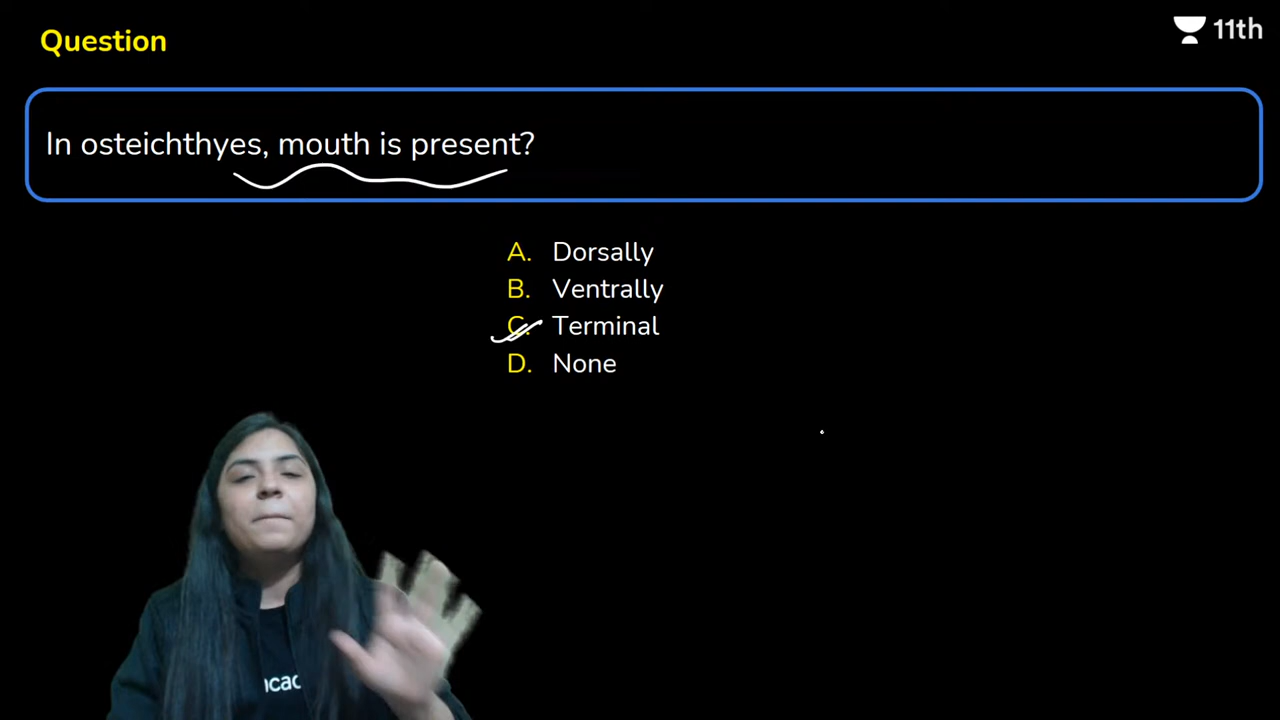 Question
11th
In osteichthyes, mouth is present?
A. Dorsally
B. Ventrally
C. Terminal
D. None